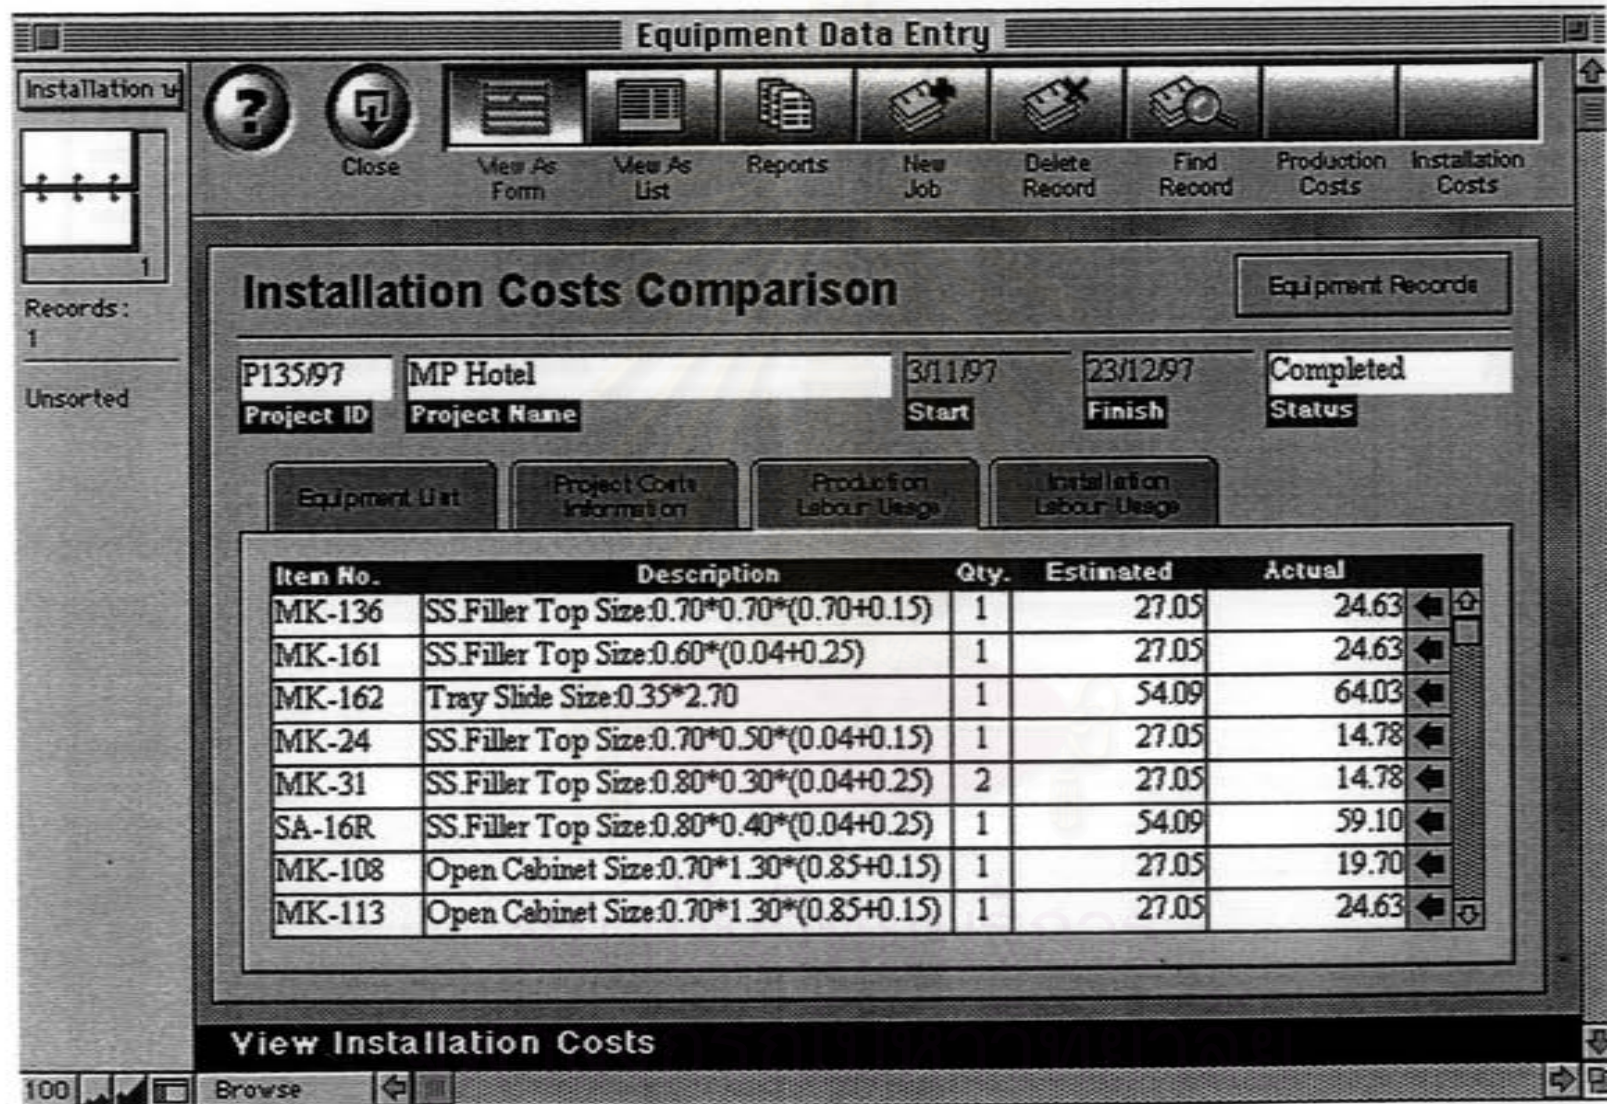 Equipment Data Entry
Installation
?
Close
View As Form
View As List
Reports
New Job
Delete Record
Find Record
Production Costs
Installation Costs
1
Records:
1
Unsorted
Installation Costs Comparison
Equipment Records
P135/97 MP Hotel 3/11/97 23/12/97 Completed
Project ID Project Name Start Finish Status
Equipment List
Project Costs Information
Production Labour Usage
Installation Labour Usage
Item No. Description Qty. Estimated Actual
MK-136 SS.Filler Top Size:0.70*0.70*(0.70+0.15) 1 27.05 24.63
MK-161 SS.Filler Top Size:0.60*(0.04+0.25) 1 27.05 24.63
MK-162 Tray Slide Size:0.35*2.70 1 54.09 64.03
MK-24 SS.Filler Top Size:0.70*0.50*(0.04+0.15) 1 27.05 14.78
MK-31 SS.Filler Top Size:0.80*0.30*(0.04+0.25) 2 27.05 14.78
SA-16R SS.Filler Top Size:0.80*0.40*(0.04+0.25) 1 54.09 59.10
MK-108 Open Cabinet Size:0.70*1.30*(0.85+0.15) 1 27.05 19.70
MK-113 Open Cabinet Size:0.70*1.30*(0.85+0.15) 1 27.05 24.63
View Installation Costs
100 Browse